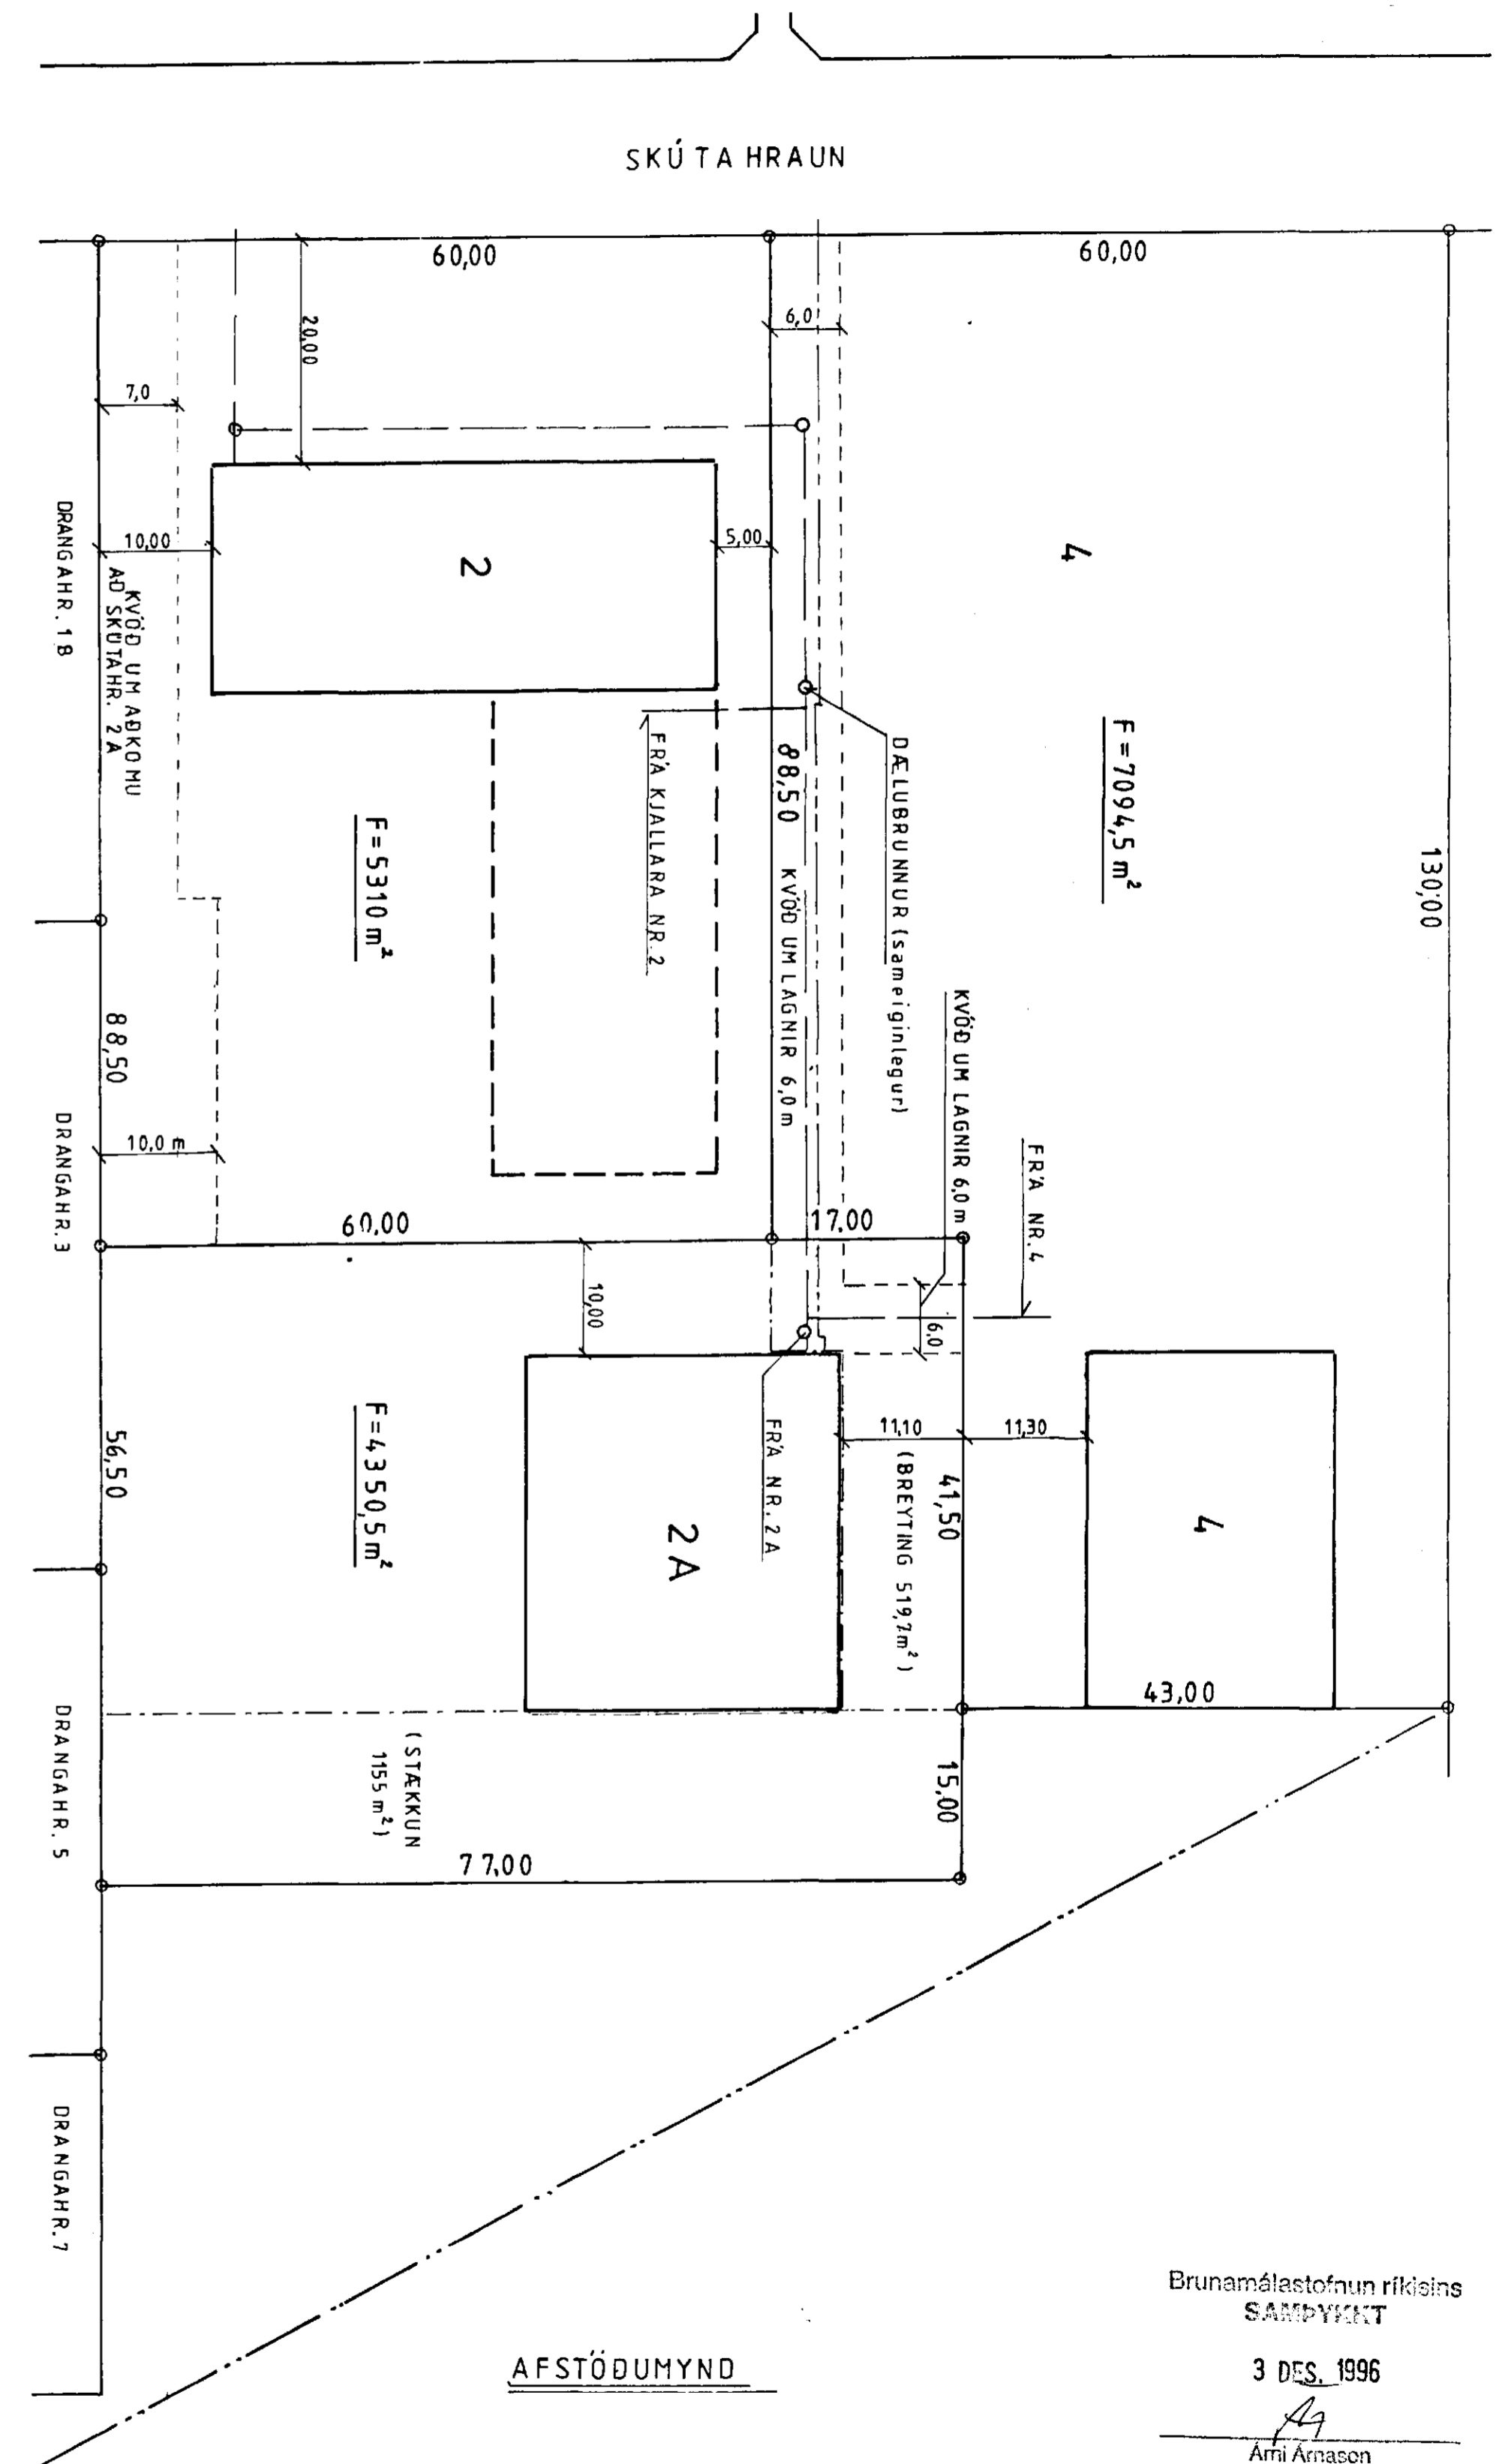 SKÚTAHRAUN
60,00
60,00
20,00
6,0
7,0
10,00
5,00
2
4
DRANGAHR. 1B
KVÖÐ UM AÐKOMU
AÐ SKÚTAHR. 2A
F=5310 m²
FRÁ KJALLARA NR. 2
88,50 KVÖÐ UM LAGNIR 6,0 m
DÆLUBRUNNUR (sameiginlegur)
F=7094,5 m²
130,00
KVÖÐ UM LAGNIR 6,0 m
FRÁ NR. 4
88,50
10,0 m
DRANGAHR. 3
60,00
17,00
10,00
6,0
11,10
11,30
56,50
F=4350,5 m²
2A
FRÁ NR. 2A
(BREYTING 519,7m²)
41,50
4
43,00
DRANGAHR. 5
(STÆKKUN
1155 m²)
15,00
77,00
DRANGAHR. 7
AFSTÖÐUMYND
Brunamálastofnun ríkisins
SAMÞYKKT
3 DES. 1996
Árni Árnason